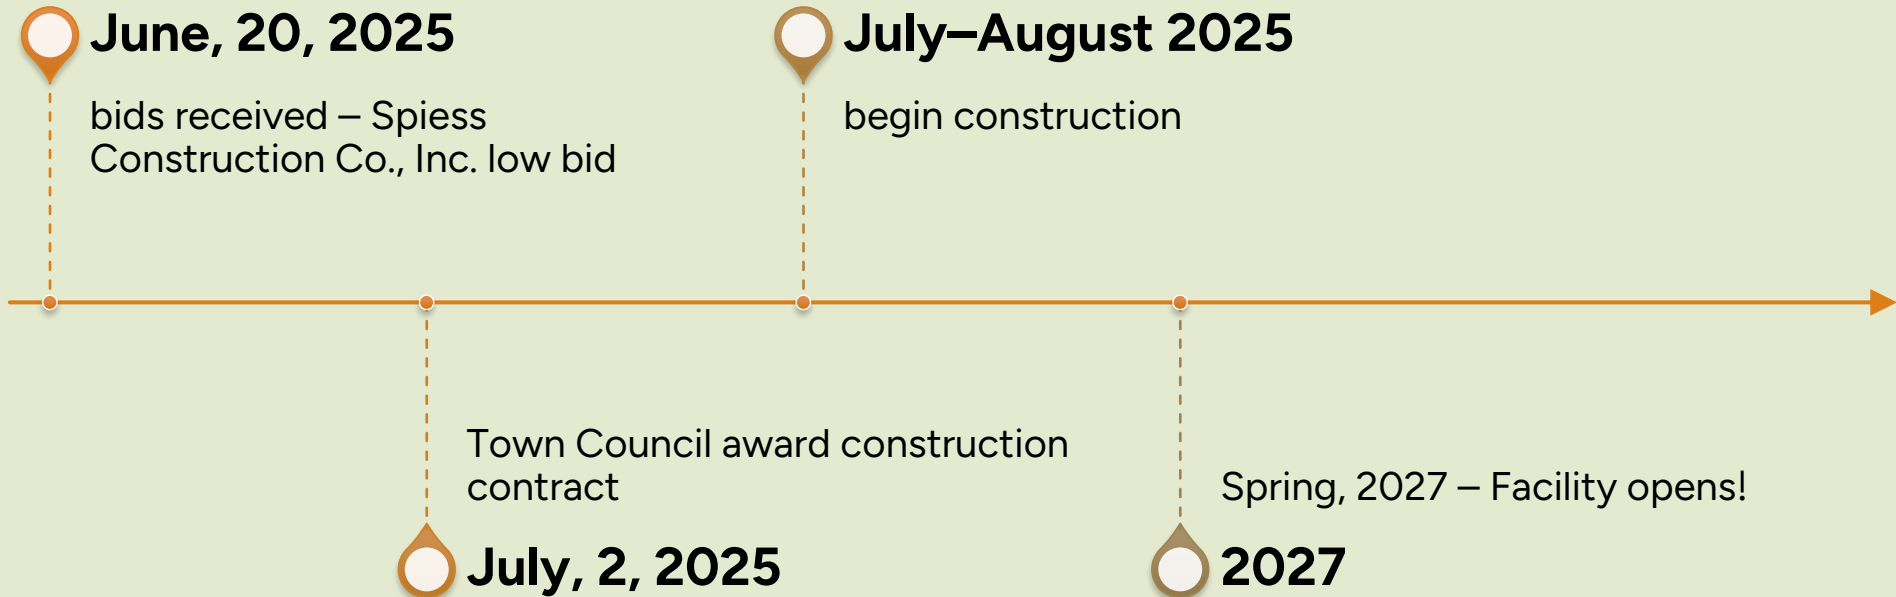 June, 20, 2025
bids received – Spiess
Construction Co., Inc. low bid
July–August 2025
begin construction
Town Council award construction
contract
July, 2, 2025
Spring, 2027 – Facility opens!
2027